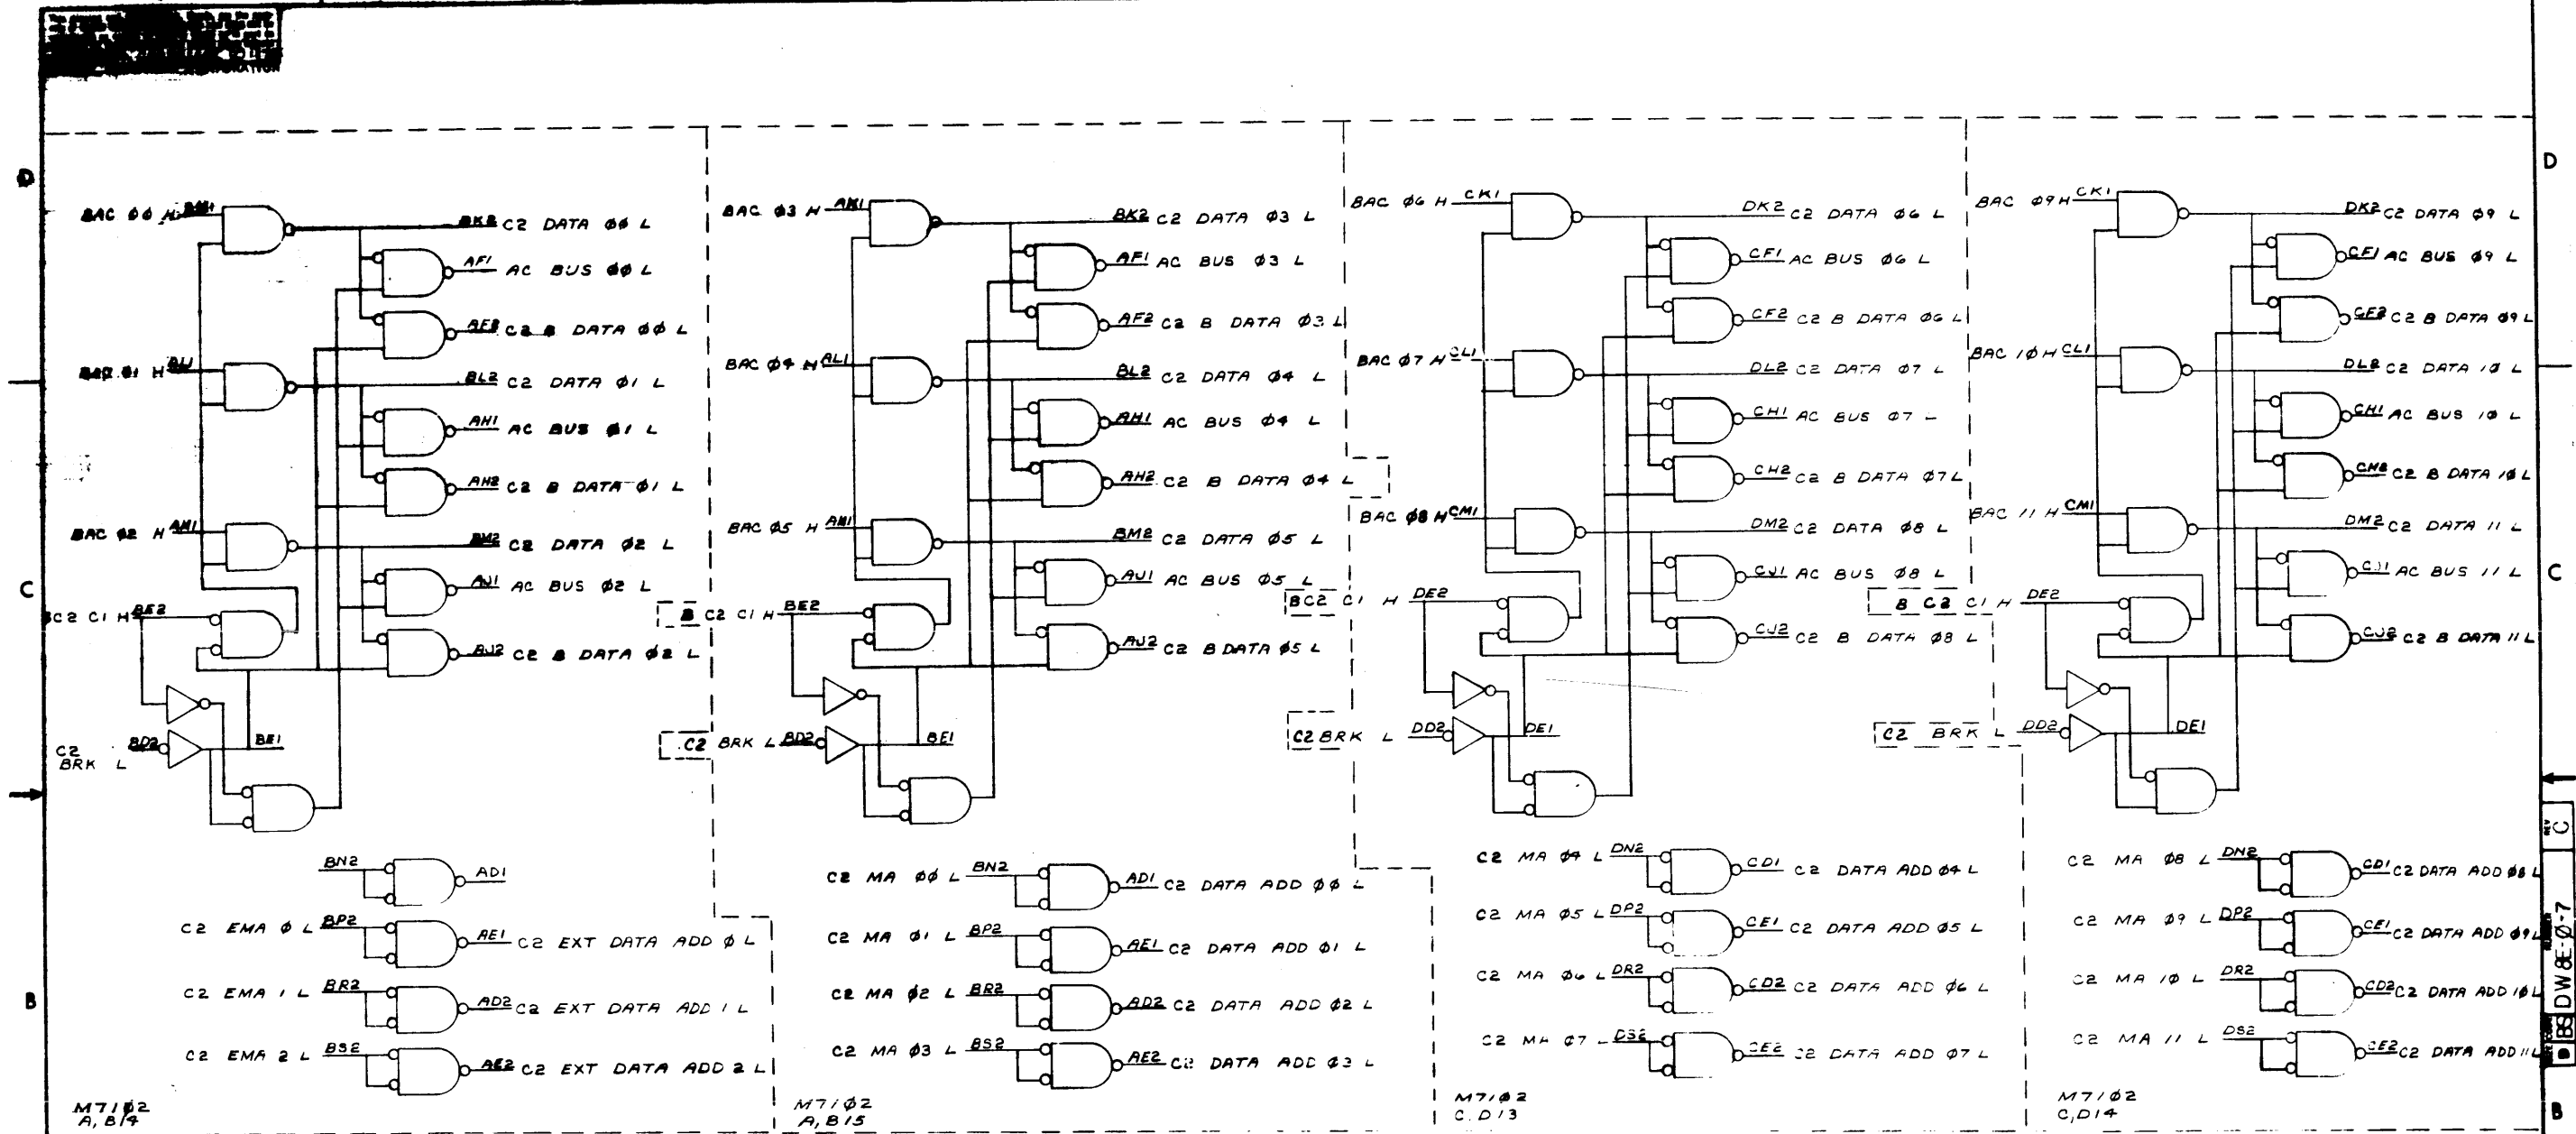 D
D
BAC ØØ H
BK2 C2 DATA ØØ L
AF1 AC BUS ØØ L
AF2 C2 B DATA ØØ L
Ø1 H BL1
BL2 C2 DATA Ø1 L
AH1 AC BUS Ø1 L
AH2 C2 B DATA Ø1 L
BAC Ø2 H AM1
BM2 C2 DATA Ø2 L
AJ1 AC BUS Ø2 L
AJ2 C2 B DATA Ø2 L
BC2 C1 H BE2
C2 BD2 BE1
BRK L
BN2 AD1
C2 EMA Ø L BP2 AE1 C2 EXT DATA ADD Ø L
C2 EMA 1 L BR2 AD2 C2 EXT DATA ADD 1 L
C2 EMA 2 L BS2 AE2 C2 EXT DATA ADD 2 L
M71Ø2
A, B14
BAC Ø3 H AK1
BK2 C2 DATA Ø3 L
AF1 AC BUS Ø3 L
AF2 C2 B DATA Ø3 L
BAC Ø4 H AL1
BL2 C2 DATA Ø4 L
AH1 AC BUS Ø4 L
AH2 C2 B DATA Ø4 L
BAC Ø5 H AM1
BM2 C2 DATA Ø5 L
AJ1 AC BUS Ø5 L
AJ2 C2 B DATA Ø5 L
B C2 C1 H BE2
C2 BRK L BD2 BE1
C2 MA ØØ L BN2 AD1 C2 DATA ADD ØØ L
C2 MA Ø1 L BP2 AE1 C2 DATA ADD Ø1 L
C2 MA Ø2 L BR2 AD2 C2 DATA ADD Ø2 L
C2 MA Ø3 L BS2 AE2 C2 DATA ADD Ø3 L
M71Ø2
A, B15
BAC Ø6 H CK1
DK2 C2 DATA Ø6 L
CF1 AC BUS Ø6 L
CF2 C2 B DATA Ø6 L
BAC Ø7 H CL1
DL2 C2 DATA Ø7 L
CH1 AC BUS Ø7 L
CH2 C2 B DATA Ø7 L
BAC Ø8 H CM1
DM2 C2 DATA Ø8 L
CJ1 AC BUS Ø8 L
CJ2 C2 B DATA Ø8 L
BC2 C1 H DE2
C2 BRK L DD2 DE1
C2 MA Ø4 L DN2 CD1 C2 DATA ADD Ø4 L
C2 MA Ø5 L DP2 CE1 C2 DATA ADD Ø5 L
C2 MA Ø6 L DR2 CD2 C2 DATA ADD Ø6 L
C2 MA Ø7 L DS2 CE2 C2 DATA ADD Ø7 L
M71Ø2
C, D13
BAC Ø9 H CK1
DK2 C2 DATA Ø9 L
CF1 AC BUS Ø9 L
CF2 C2 B DATA Ø9 L
BAC 1Ø H CL1
DL2 C2 DATA 1Ø L
CH1 AC BUS 1Ø L
CH2 C2 B DATA 1Ø L
BAC 11 H CM1
DM2 C2 DATA 11 L
CJ1 AC BUS 11 L
CJ2 C2 B DATA 11 L
B C2 C1 H DE2
C2 BRK L DD2 DE1
C2 MA Ø8 L DN2 CD1 C2 DATA ADD Ø8 L
C2 MA Ø9 L DP2 CE1 C2 DATA ADD Ø9 L
C2 MA 1Ø L DR2 CD2 C2 DATA ADD 1Ø L
C2 MA 11 L DS2 CE2 C2 DATA ADD 11 L
M71Ø2
C, D14
C
C
B
B
REV
C
NUMBER
DW8E-Ø-7
D BS